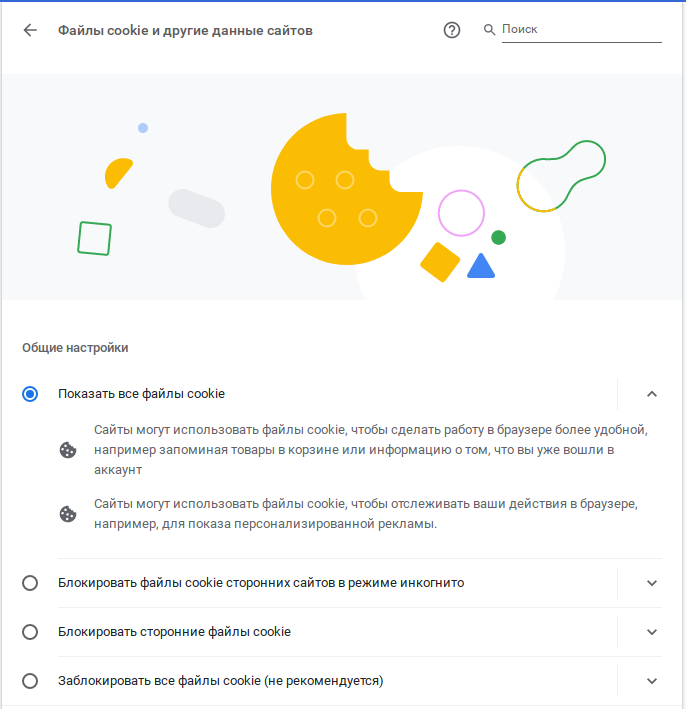 Файлы cookie и другие данные сайтов
Поиск
Общие настройки
Показать все файлы cookie
Сайты могут использовать файлы cookie, чтобы сделать работу в браузере более удобной,
например запоминая товары в корзине или информацию о том, что вы уже вошли в
аккаунт
Сайты могут использовать файлы cookie, чтобы отслеживать ваши действия в браузере,
например, для показа персонализированной рекламы.
Блокировать файлы cookie сторонних сайтов в режиме инкогнито
Блокировать сторонние файлы cookie
Заблокировать все файлы cookie (не рекомендуется)